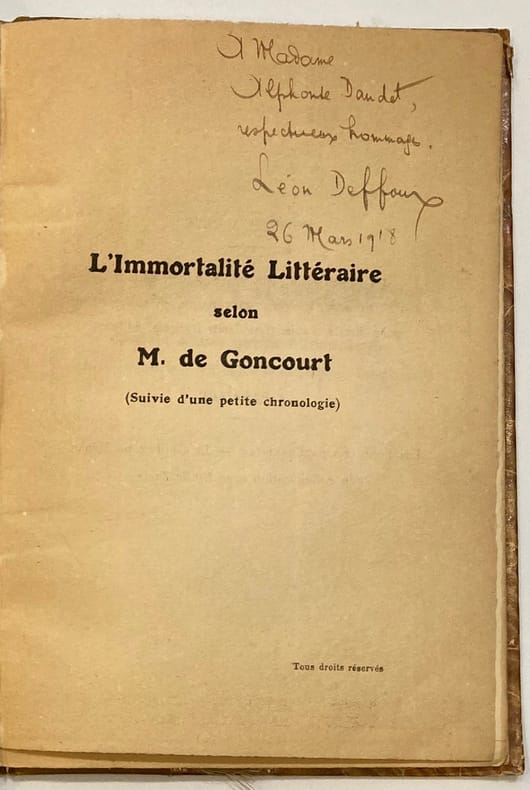 A Madame
Alphonse Daudet,
respectueux hommage.
Léon Deffoux
26 Mars 1918
L'Immortalité Littéraire
selon
M. de Goncourt
(Suivie d'une petite chronologie)
Tous droits réservés